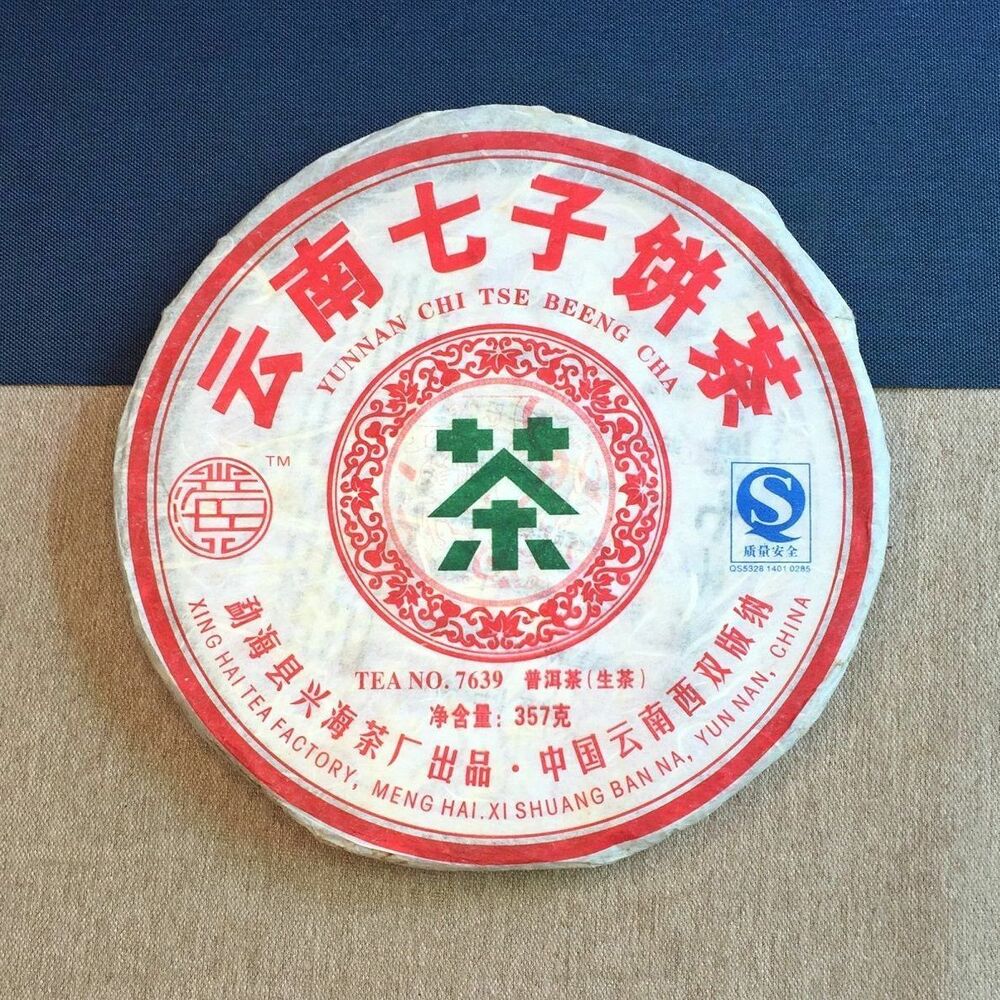 云南七子饼茶
YUNNAN CHI TSE BEENG CHA
茶
TM
质量安全
QS5328 1401 0285
TEA NO. 7639 普洱茶(生茶)
净含量: 357克
勐海县兴海茶厂出品·中国云南西双版纳
XING HAI TEA FACTORY, MENG HAI. XI SHUANG BAN NA, YUN NAN, CHINA